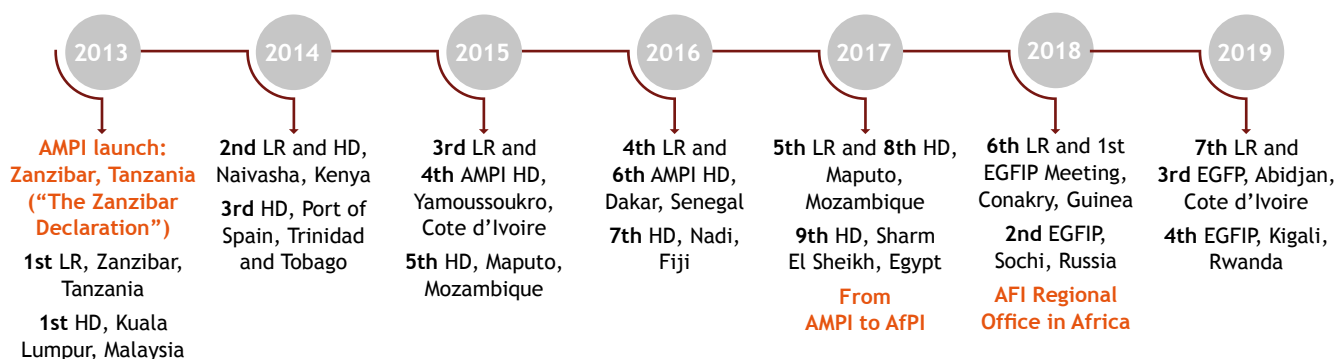 2013
AMPI launch:
Zanzibar, Tanzania
(“The Zanzibar
Declaration”)
1st LR, Zanzibar,
Tanzania
1st HD, Kuala
Lumpur, Malaysia
2014
2nd LR and HD,
Naivasha, Kenya
3rd HD, Port of
Spain, Trinidad
and Tobago
2015
3rd LR and
4th AMPI HD,
Yamoussoukro,
Cote d’Ivoire
5th HD, Maputo,
Mozambique
2016
4th LR and
6th AMPI HD,
Dakar, Senegal
7th HD, Nadi,
Fiji
2017
5th LR and 8th HD,
Maputo,
Mozambique
9th HD, Sharm
El Sheikh, Egypt
From
AMPI to AfPI
2018
6th LR and 1st
EGFIP Meeting,
Conakry, Guinea
2nd EGFIP,
Sochi, Russia
AFI Regional
Office in Africa
2019
7th LR and
3rd EGFP, Abidjan,
Cote d’Ivoire
4th EGFIP, Kigali,
Rwanda